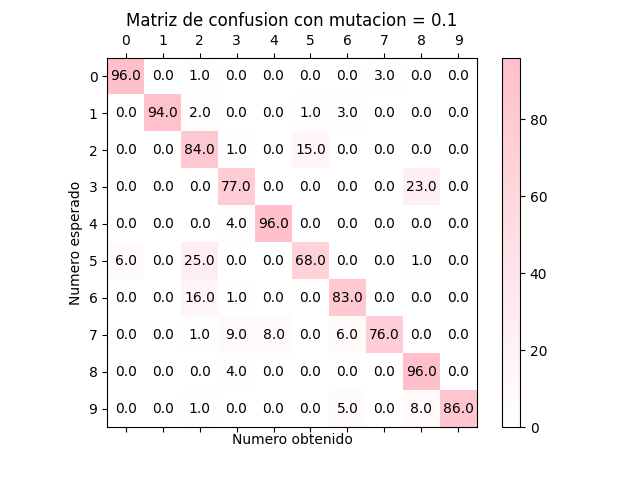 Matriz de confusion con mutacion = 0.1
0 1 2 3 4 5 6 7 8 9
0 96.0 0.0 1.0 0.0 0.0 0.0 0.0 3.0 0.0 0.0
1 0.0 94.0 2.0 0.0 0.0 1.0 3.0 0.0 0.0 0.0
2 0.0 0.0 84.0 1.0 0.0 15.0 0.0 0.0 0.0 0.0
3 0.0 0.0 0.0 77.0 0.0 0.0 0.0 0.0 23.0 0.0
4 0.0 0.0 0.0 4.0 96.0 0.0 0.0 0.0 0.0 0.0
5 6.0 0.0 25.0 0.0 0.0 68.0 0.0 0.0 1.0 0.0
6 0.0 0.0 16.0 1.0 0.0 0.0 83.0 0.0 0.0 0.0
7 0.0 0.0 1.0 9.0 8.0 0.0 6.0 76.0 0.0 0.0
8 0.0 0.0 0.0 4.0 0.0 0.0 0.0 0.0 96.0 0.0
9 0.0 0.0 1.0 0.0 0.0 0.0 5.0 0.0 8.0 86.0
Numero esperado
Numero obtenido
80
60
40
20
0